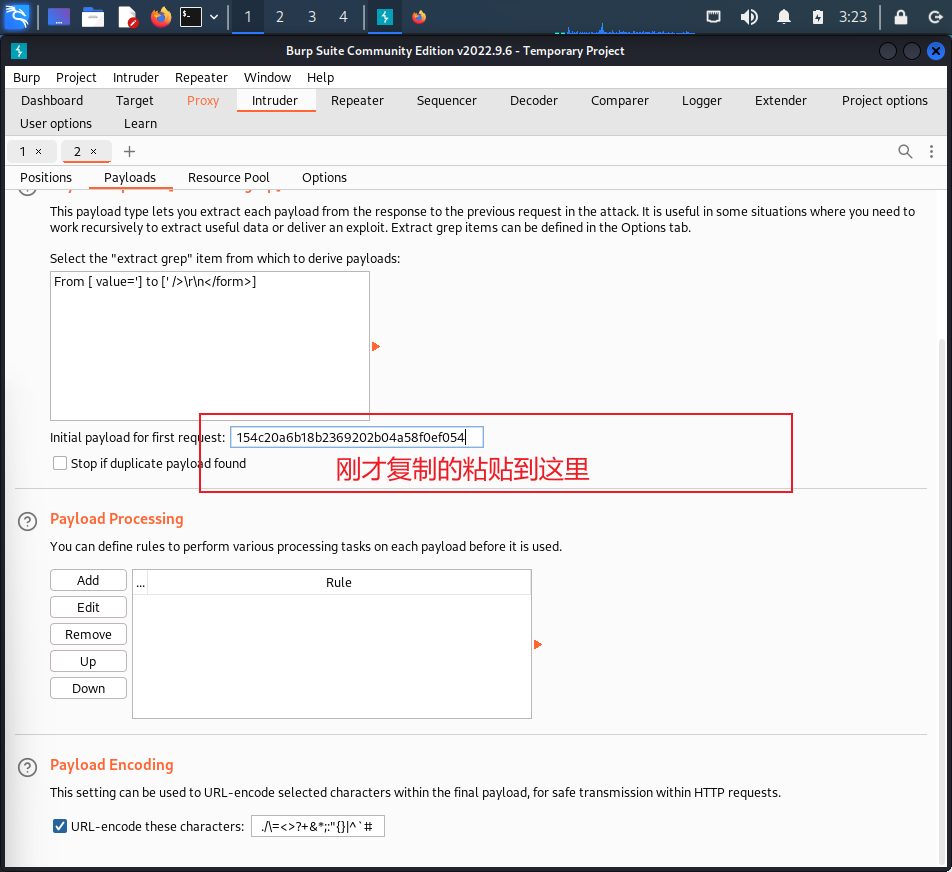 1 2 3 4 3:23
Burp Suite Community Edition v2022.9.6 - Temporary Project
Burp Project Intruder Repeater Window Help
Dashboard Target Proxy Intruder Repeater Sequencer Decoder Comparer Logger Extender Project options
User options Learn
1 × 2 × +
Positions Payloads Resource Pool Options
This payload type lets you extract each payload from the response to the previous request in the attack. It is useful in some situations where you need to
work recursively to extract useful data or deliver an exploit. Extract grep items can be defined in the Options tab.
Select the "extract grep" item from which to derive payloads:
From [ value='] to [' />\r\n</form>]
Initial payload for first request: 154c20a6b18b2369202b04a58f0ef054
Stop if duplicate payload found
刚才复制的粘贴到这里
Payload Processing
You can define rules to perform various processing tasks on each payload before it is used.
Add
... Rule
Edit
Remove
Up
Down
Payload Encoding
This setting can be used to URL-encode selected characters within the final payload, for safe transmission within HTTP requests.
URL-encode these characters: ./\=<>?+&*;:"{}|^`#